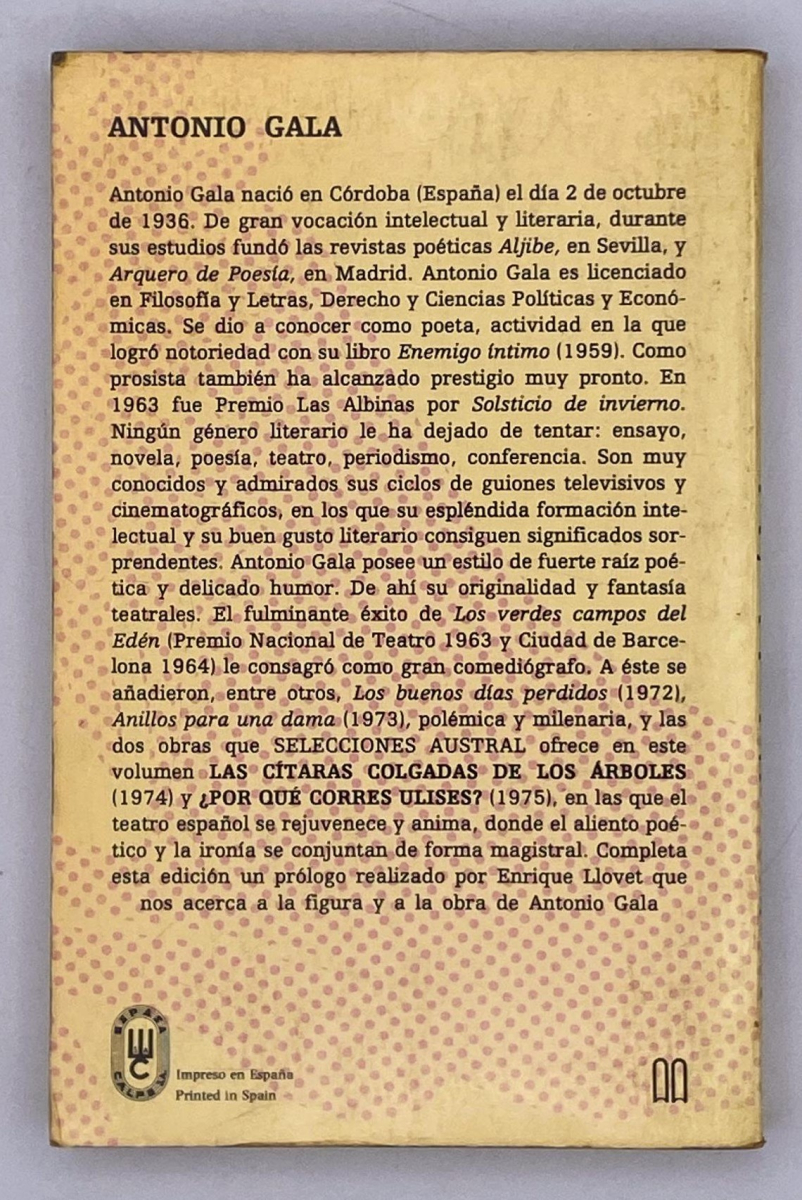 ANTONIO GALA
Antonio Gala nació en Córdoba (España) el día 2 de octubre
de 1936. De gran vocación intelectual y literaria, durante
sus estudios fundó las revistas poéticas Aljibe, en Sevilla, y
Arquero de Poesía, en Madrid. Antonio Gala es licenciado
en Filosofía y Letras, Derecho y Ciencias Políticas y Econó-
micas. Se dio a conocer como poeta, actividad en la que
logró notoriedad con su libro Enemigo íntimo (1959). Como
prosista también ha alcanzado prestigio muy pronto. En
1963 fue Premio Las Albinas por Solsticio de invierno.
Ningún género literario le ha dejado de tentar: ensayo,
novela, poesía, teatro, periodismo, conferencia. Son muy
conocidos y admirados sus ciclos de guiones televisivos y
cinematográficos, en los que su espléndida formación inte-
lectual y su buen gusto literario consiguen significados sor-
prendentes. Antonio Gala posee un estilo de fuerte raíz poé-
tica y delicado humor. De ahí su originalidad y fantasía
teatrales. El fulminante éxito de Los verdes campos del
Edén (Premio Nacional de Teatro 1963 y Ciudad de Barce-
lona 1964) le consagró como gran comediógrafo. A éste se
añadieron, entre otros, Los buenos días perdidos (1972),
Anillos para una dama (1973), polémica y milenaria, y las
dos obras que SELECCIONES AUSTRAL ofrece en este
volumen LAS CÍTARAS COLGADAS DE LOS ÁRBOLES
(1974) y ¿POR QUÉ CORRES ULISES? (1975), en las que el
teatro español se rejuvenece y anima, donde el aliento poé-
tico y la ironía se conjuntan de forma magistral. Completa
esta edición un prólogo realizado por Enrique Llovet que
nos acerca a la figura y a la obra de Antonio Gala
ESPASA
CALPE S.A.
Impreso en España
Printed in Spain